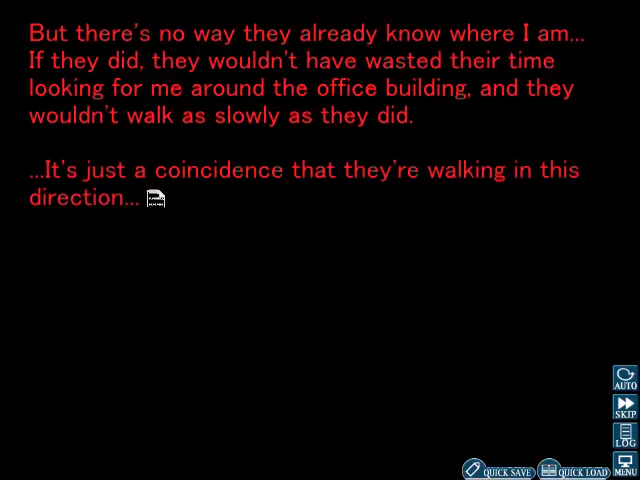 But there's no way they already know where I am...
If they did, they wouldn't have wasted their time
looking for me around the office building, and they
wouldn't walk as slowly as they did.
...It's just a coincidence that they're walking in this
direction...
AUTO
SKIP
LOG
MENU
QUICK SAVE
QUICK LOAD